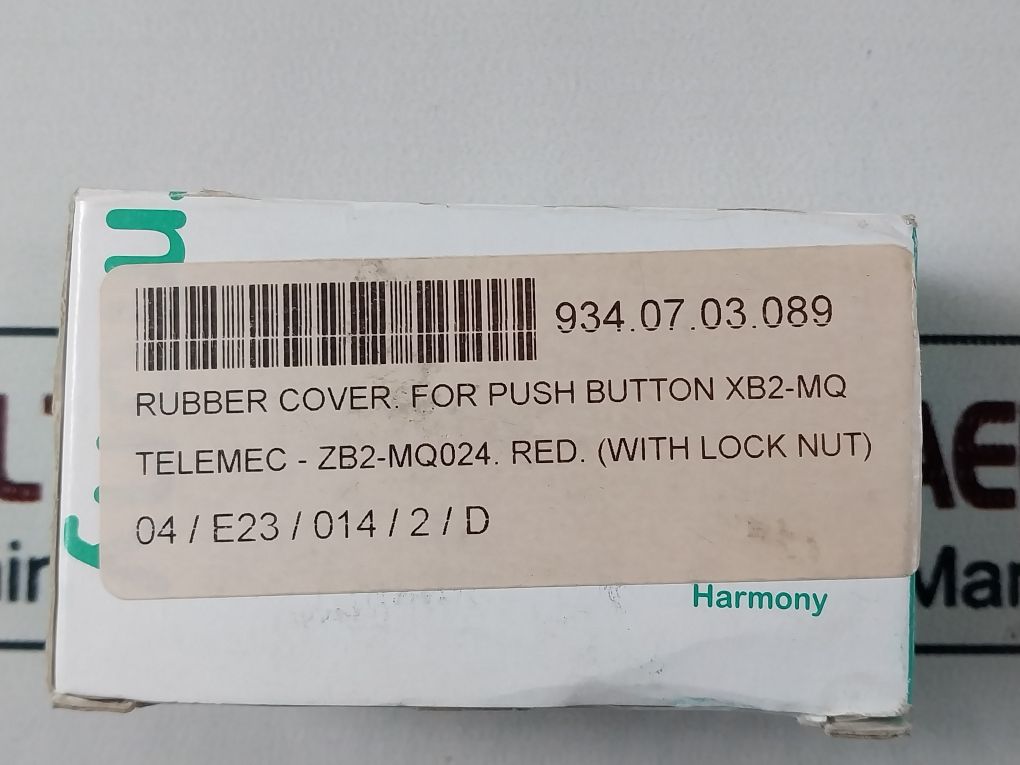 934.07.03.089
RUBBER COVER. FOR PUSH BUTTON XB2-MQ
TELEMEC - ZB2-MQ024. RED. (WITH LOCK NUT)
04 / E23 / 014 / 2 / D
Harmony